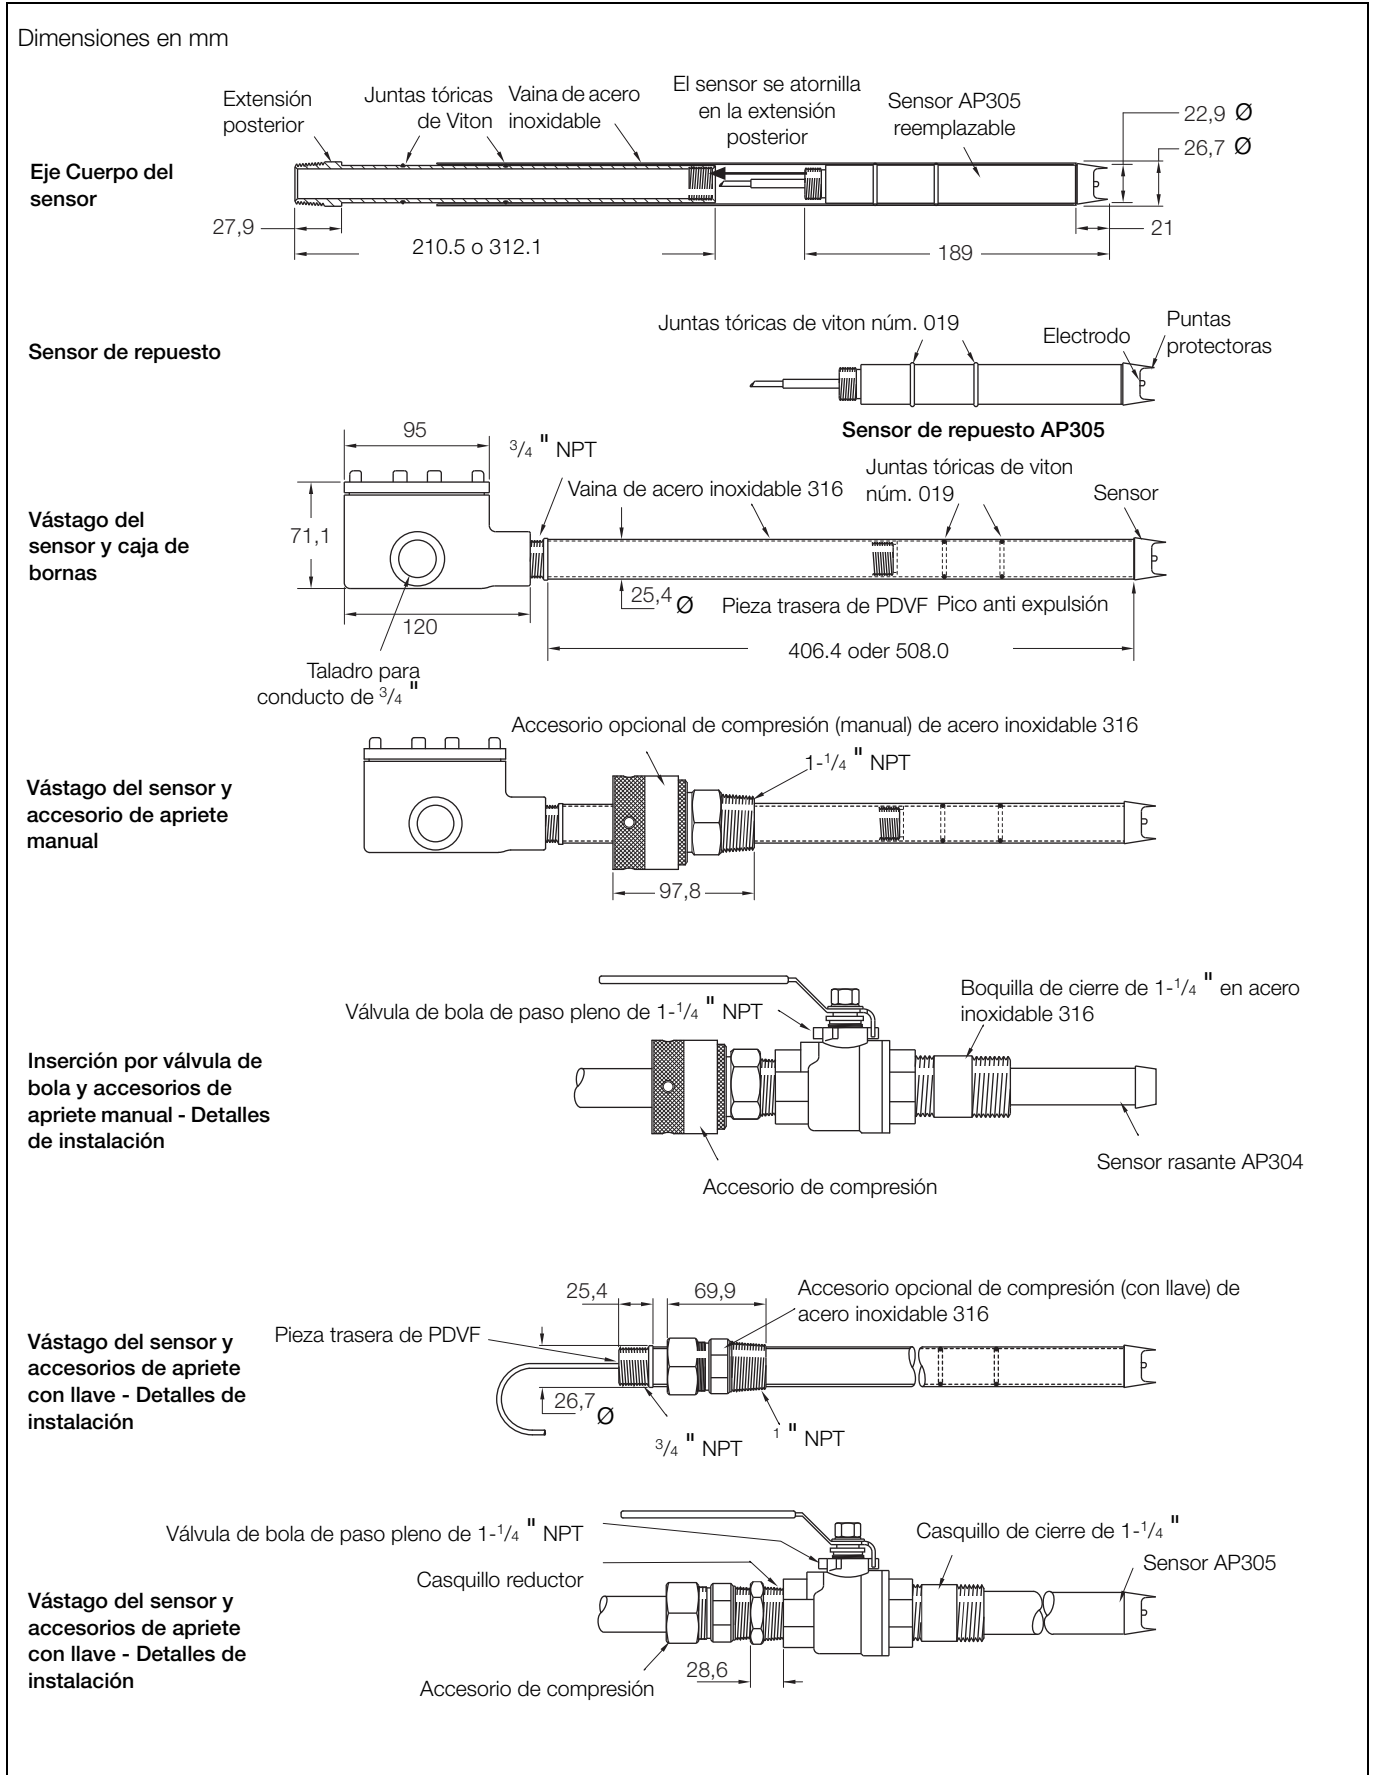 Dimensiones en mm
Extensión
posterior
Juntas tóricas
de Viton
Vaina de acero
inoxidable
El sensor se atornilla
en la extensión
posterior
Sensor AP305
reemplazable
22,9 Ø
26,7 Ø
Eje Cuerpo del
sensor
27,9
210.5 o 312.1
189
21
Sensor de repuesto
Juntas tóricas de viton núm. 019
Electrodo
Puntas
protectoras
Sensor de repuesto AP305
Vástago del
sensor y caja de
bornas
95
3/4 " NPT
Vaina de acero inoxidable 316
Juntas tóricas de viton
núm. 019
Sensor
71,1
25,4 Ø
Pieza trasera de PDVF
Pico anti expulsión
120
406.4 oder 508.0
Taladro para
conducto de 3/4 "
Vástago del sensor y
accesorio de apriete
manual
Accesorio opcional de compresión (manual) de acero inoxidable 316
1-1/4 " NPT
97,8
Inserción por válvula de
bola y accesorios de
apriete manual - Detalles
de instalación
Válvula de bola de paso pleno de 1-1/4 " NPT
Boquilla de cierre de 1-1/4 " en acero
inoxidable 316
Sensor rasante AP304
Accesorio de compresión
Vástago del sensor y
accesorios de apriete
con llave - Detalles de
instalación
25,4
69,9
Accesorio opcional de compresión (con llave) de
acero inoxidable 316
Pieza trasera de PDVF
26,7 Ø
3/4 " NPT
1 " NPT
Vástago del sensor y
accesorios de apriete
con llave - Detalles de
instalación
Válvula de bola de paso pleno de 1-1/4 " NPT
Casquillo reductor
Casquillo de cierre de 1-1/4 "
Sensor AP305
28,6
Accesorio de compresión